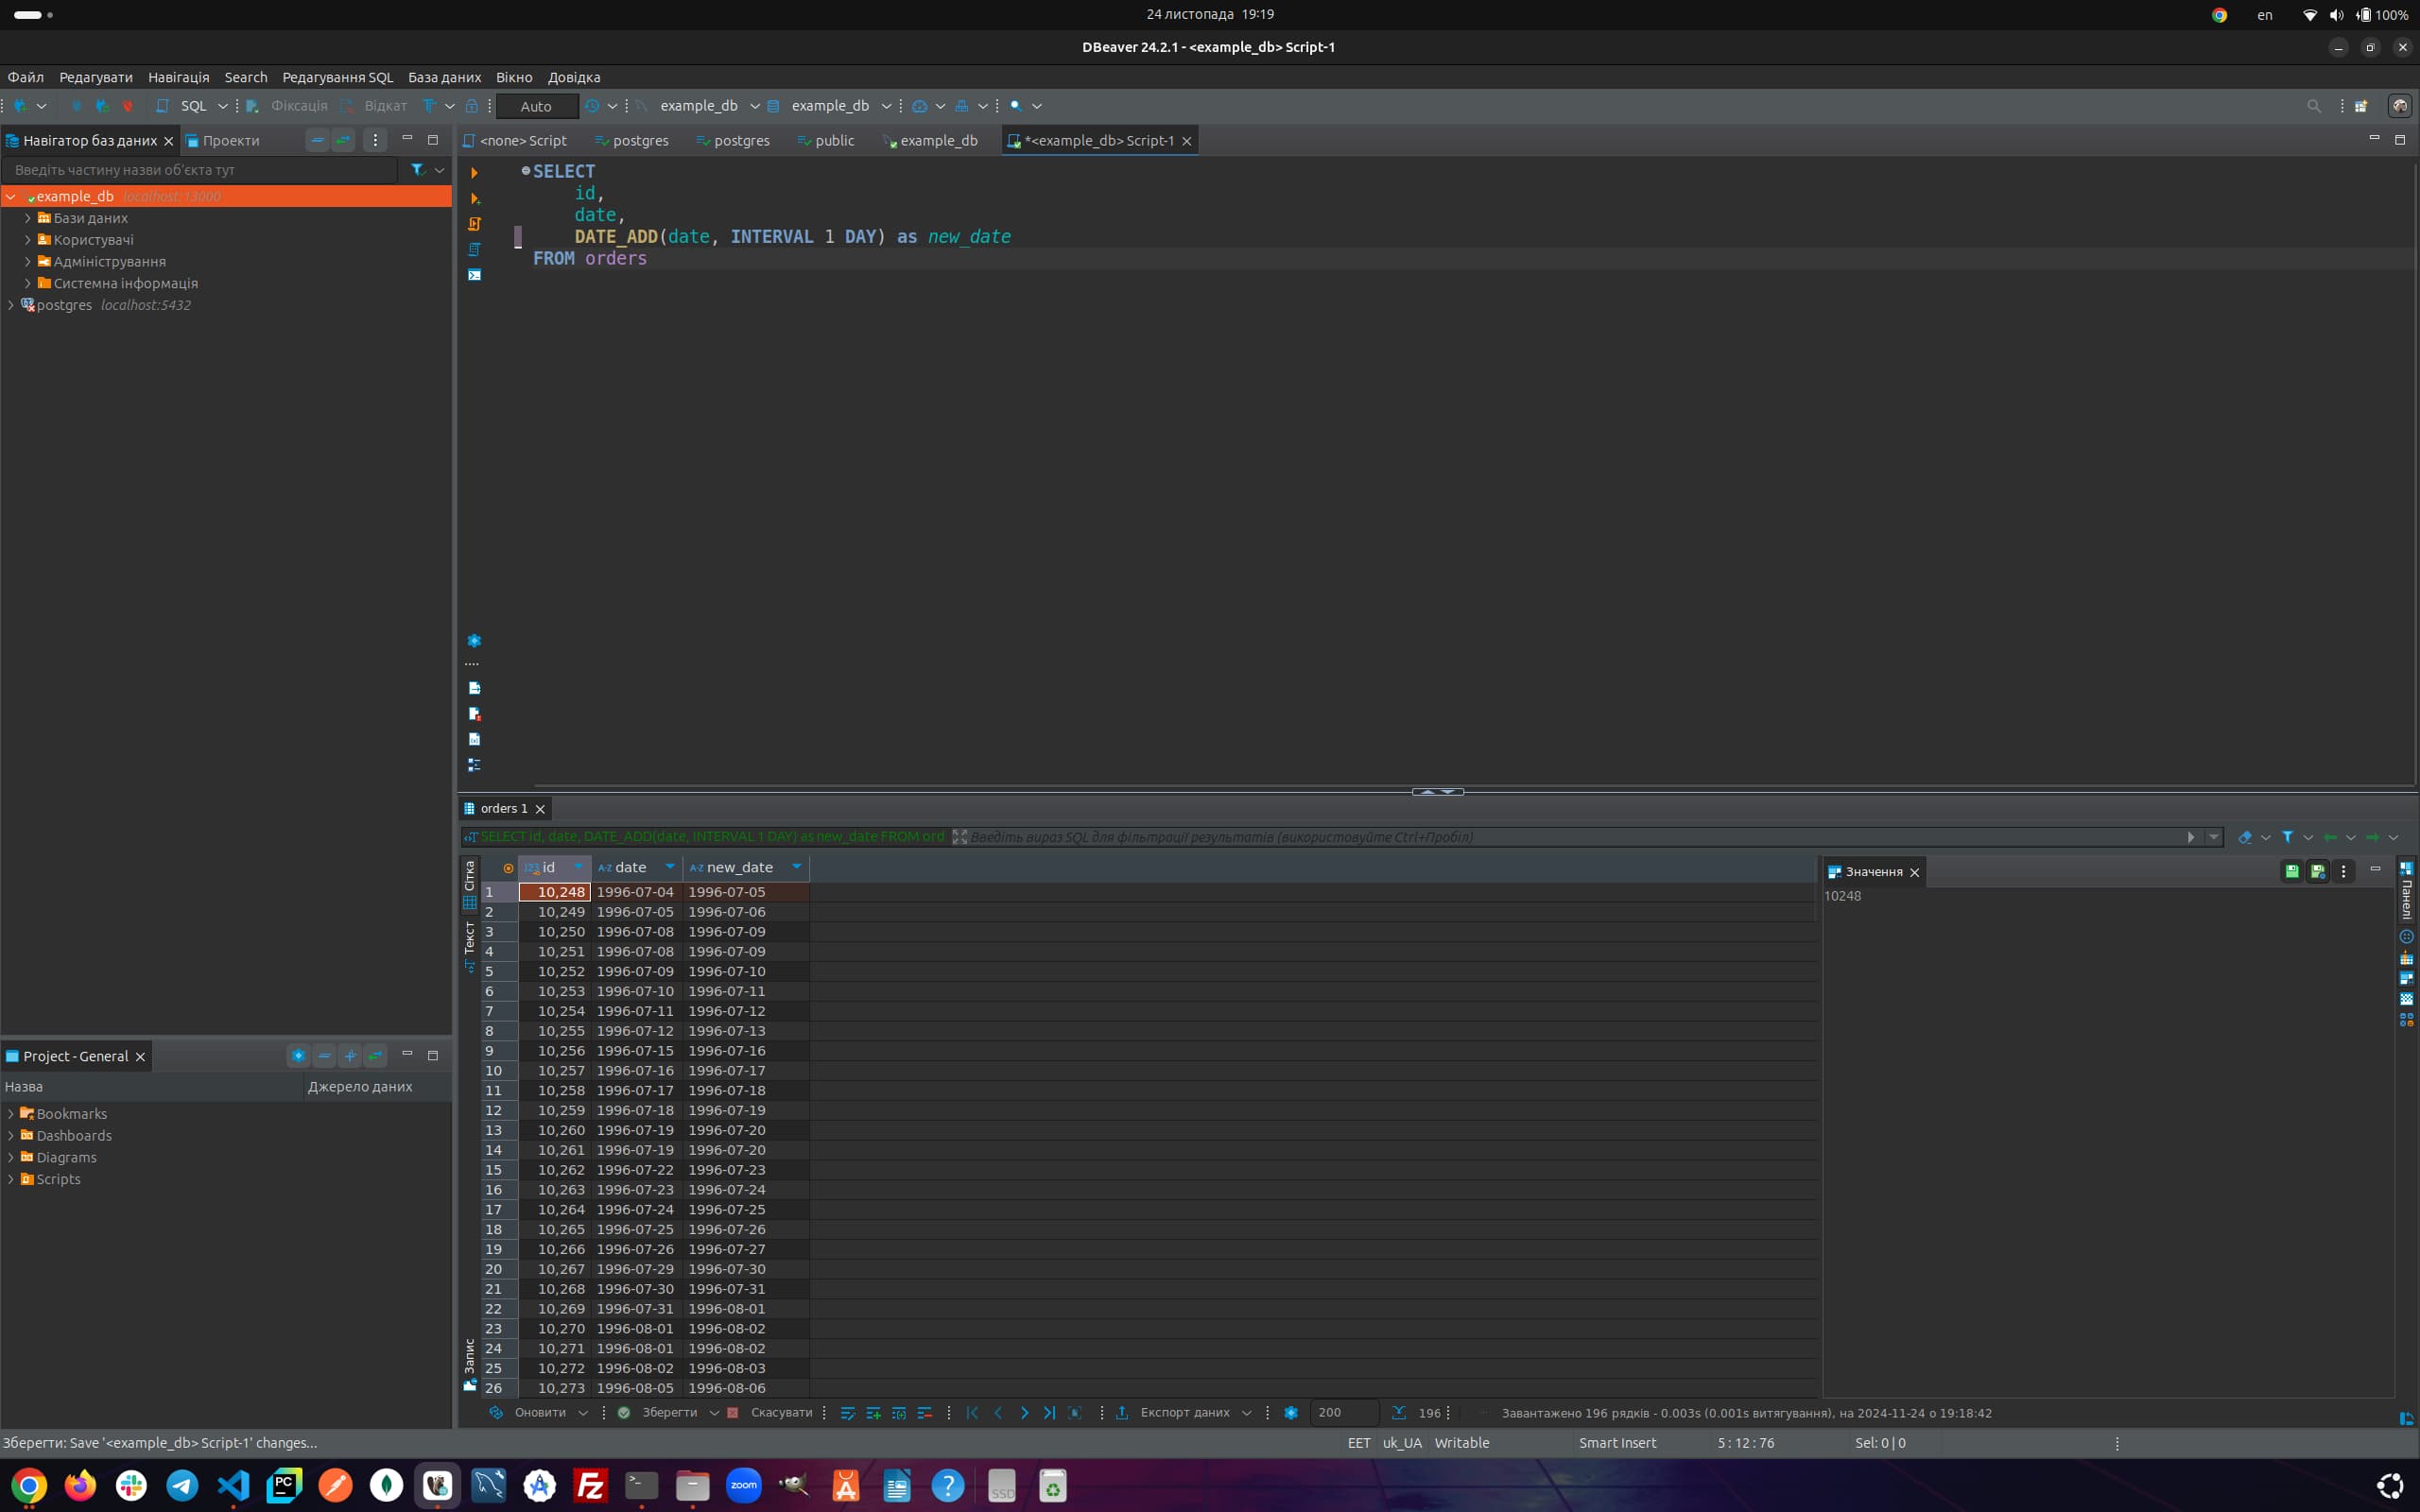 24 листопада 19:19
en
100%
DBeaver 24.2.1 - <example_db> Script-1
Файл Редагувати Навігація Search Редагування SQL База даних Вікно Довідка
SQL Фіксація Відкат Auto example_db example_db
Навігатор баз даних Проекти
Введіть частину назви об'єкта тут
example_db localhost:13000
Бази даних
Користувачі
Адміністрування
Системна інформація
postgres localhost:5432
<none> Script postgres postgres public example_db *<example_db> Script-1
SELECT
id,
date,
DATE_ADD(date, INTERVAL 1 DAY) as new_date
FROM orders
Project - General
Назва Джерело даних
Bookmarks
Dashboards
Diagrams
Scripts
orders 1
SELECT id, date, DATE_ADD(date, INTERVAL 1 DAY) as new_date FROM ord Введіть вираз SQL для фільтрації результатів (використовуйте Ctrl+Пробіл)
Сітка
Текст
Запис
123 id A-Z date A-Z new_date
1 10,248 1996-07-04 1996-07-05
2 10,249 1996-07-05 1996-07-06
3 10,250 1996-07-08 1996-07-09
4 10,251 1996-07-08 1996-07-09
5 10,252 1996-07-09 1996-07-10
6 10,253 1996-07-10 1996-07-11
7 10,254 1996-07-11 1996-07-12
8 10,255 1996-07-12 1996-07-13
9 10,256 1996-07-15 1996-07-16
10 10,257 1996-07-16 1996-07-17
11 10,258 1996-07-17 1996-07-18
12 10,259 1996-07-18 1996-07-19
13 10,260 1996-07-19 1996-07-20
14 10,261 1996-07-19 1996-07-20
15 10,262 1996-07-22 1996-07-23
16 10,263 1996-07-23 1996-07-24
17 10,264 1996-07-24 1996-07-25
18 10,265 1996-07-25 1996-07-26
19 10,266 1996-07-26 1996-07-27
20 10,267 1996-07-29 1996-07-30
21 10,268 1996-07-30 1996-07-31
22 10,269 1996-07-31 1996-08-01
23 10,270 1996-08-01 1996-08-02
24 10,271 1996-08-01 1996-08-02
25 10,272 1996-08-02 1996-08-03
26 10,273 1996-08-05 1996-08-06
Значення
10248
Панелі
Оновити Зберегти Скасувати Експорт даних 200 196 Завантажено 196 рядків - 0.003s (0.001s витягування), на 2024-11-24 о 19:18:42
Зберегти: Save '<example_db> Script-1' changes... EET uk_UA Writable Smart Insert 5 : 12 : 76 Sel: 0 | 0
PC Fz zoom SSD